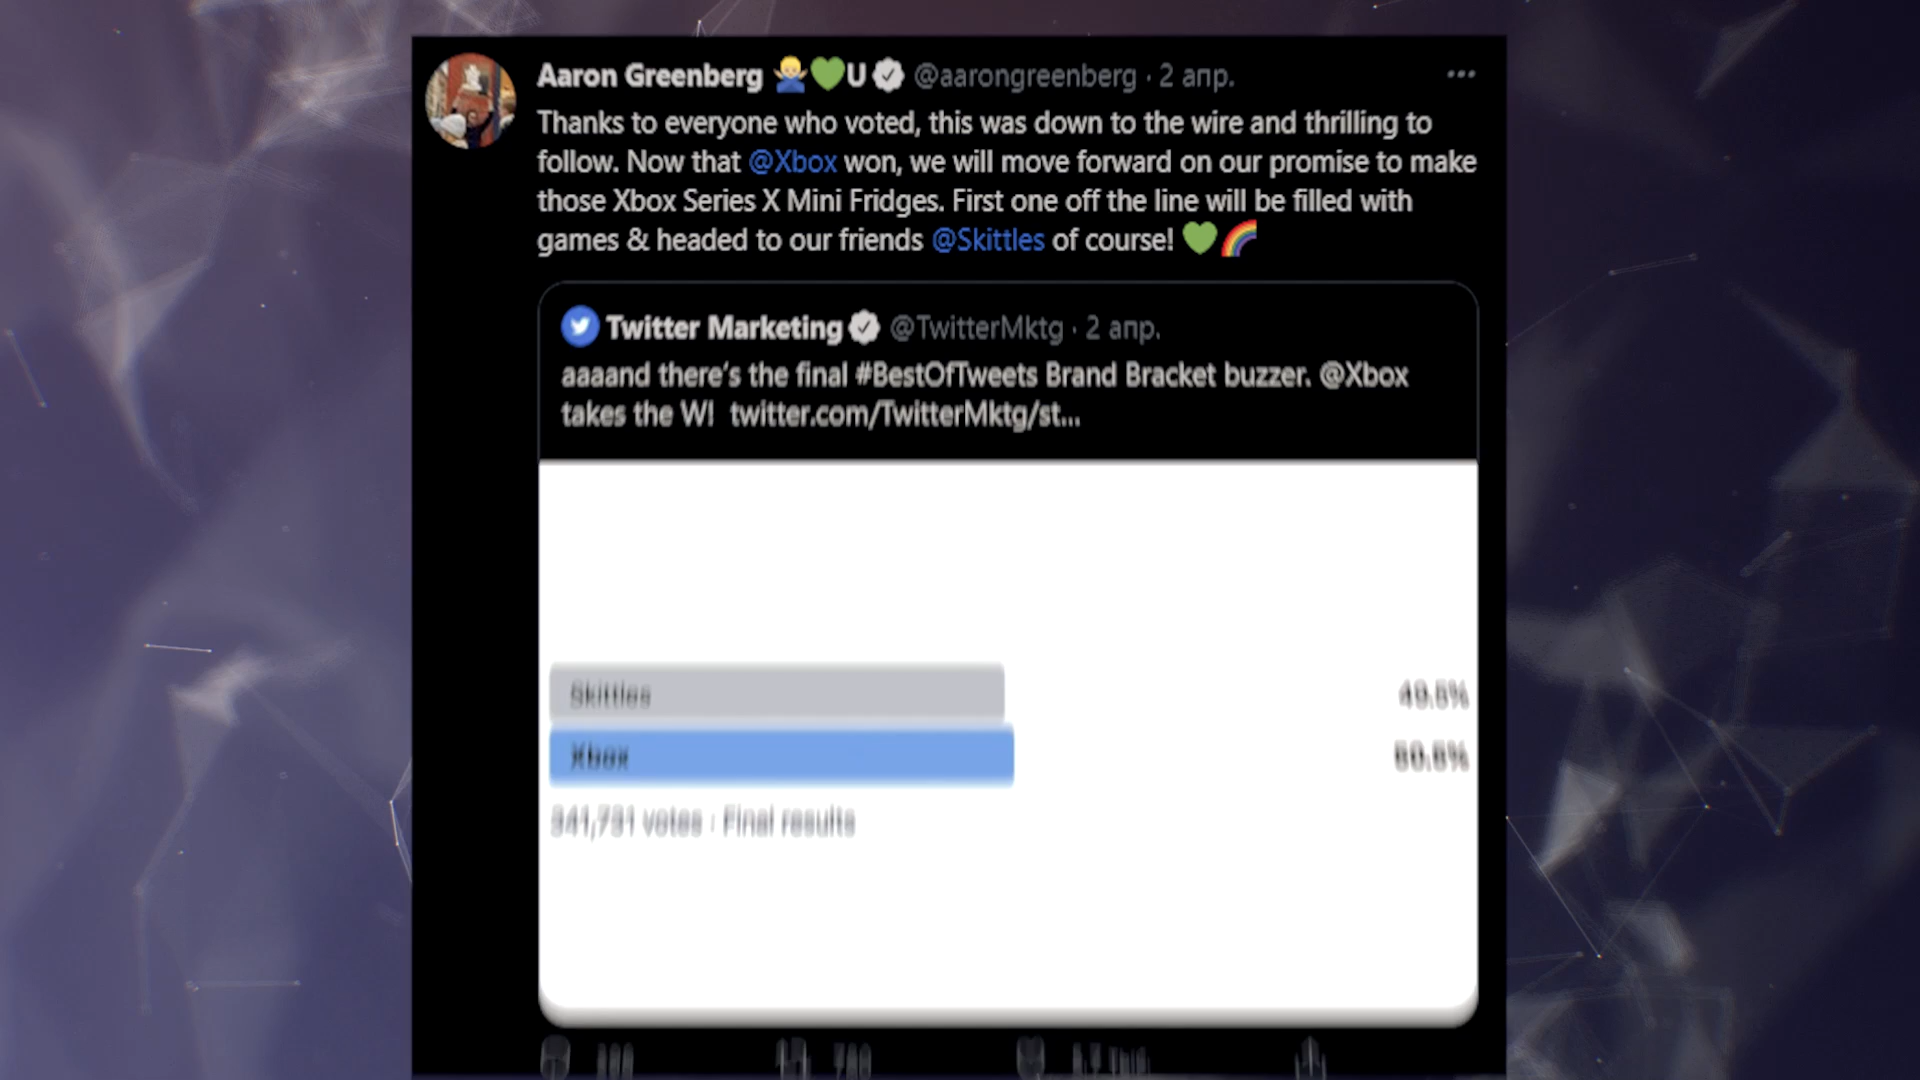 Aaron Greenberg 🙅💚U @aarongreenberg · 2 апр.
Thanks to everyone who voted, this was down to the wire and thrilling to
follow. Now that @Xbox won, we will move forward on our promise to make
those Xbox Series X Mini Fridges. First one off the line will be filled with
games & headed to our friends @Skittles of course! 💚🌈
Twitter Marketing @TwitterMktg · 2 апр.
aaaand there's the final #BestOfTweets Brand Bracket buzzer. @Xbox
takes the W! twitter.com/TwitterMktg/st...
Skittles
Xbox
votes · Final results